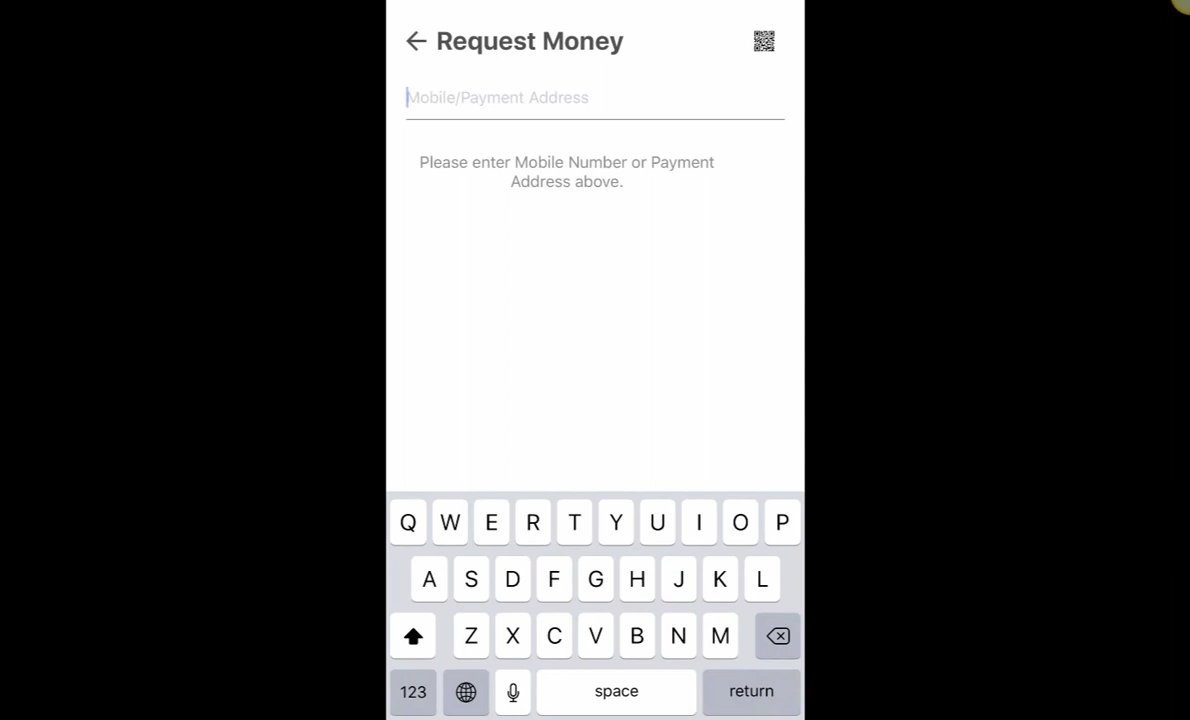 Request Money
Mobile/Payment Address
Please enter Mobile Number or Payment
Address above.
Q W E R T Y U I O P
A S D F G H J K L
Z X C V B N M
123 space return